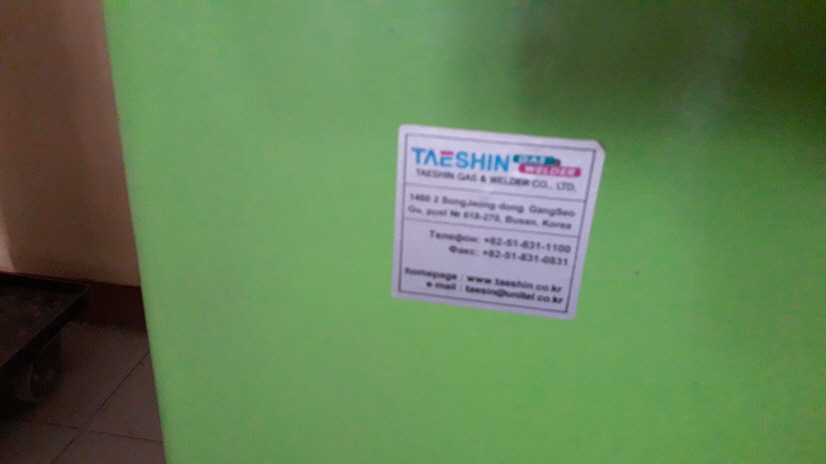 TAESHIN GAS & WELDER
TAESHIN GAS & WELDER CO., LTD.
1466 2 SongJeong-dong, GangSeo
Gu, post № 618-270, Busan, Korea
Телефон: +82-51-831-1100
Факс: +82-51-831-0831
homepage : www.taeshin.co.kr
e-mail : taesin@unitel.co.kr